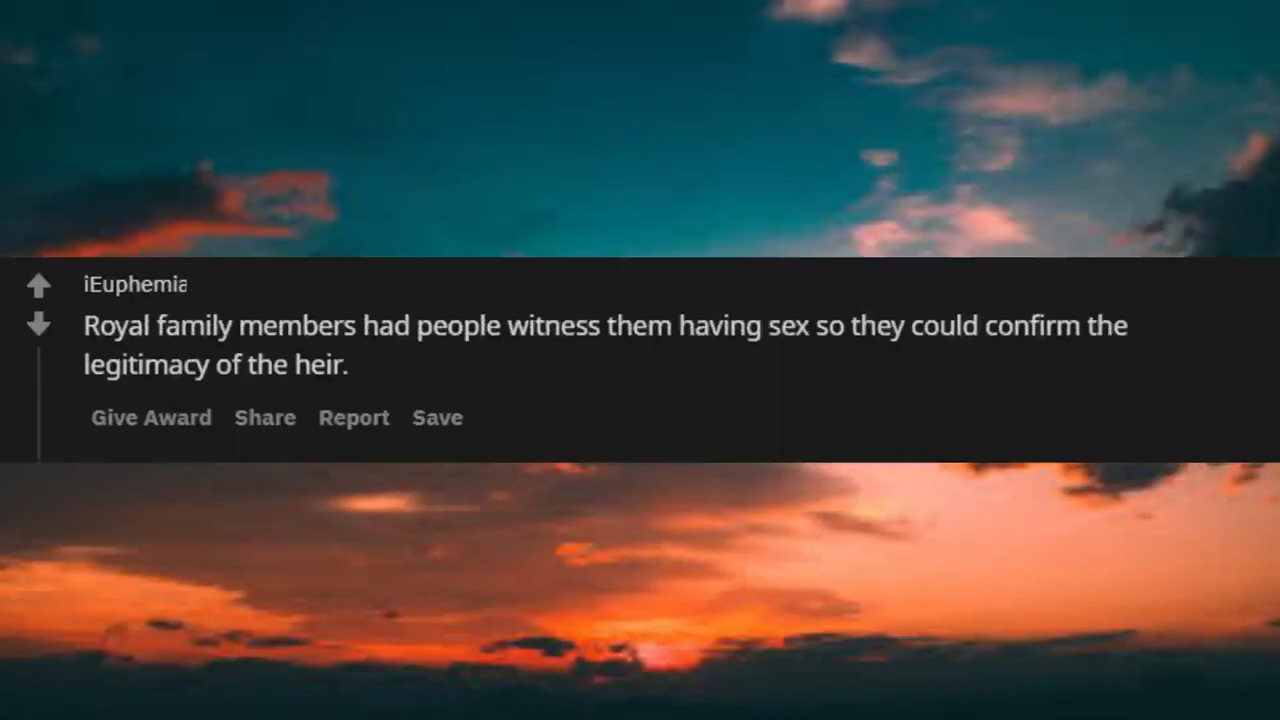 iEuphemia
Royal family members had people witness them having sex so they could confirm the
legitimacy of the heir.
Give Award Share Report Save